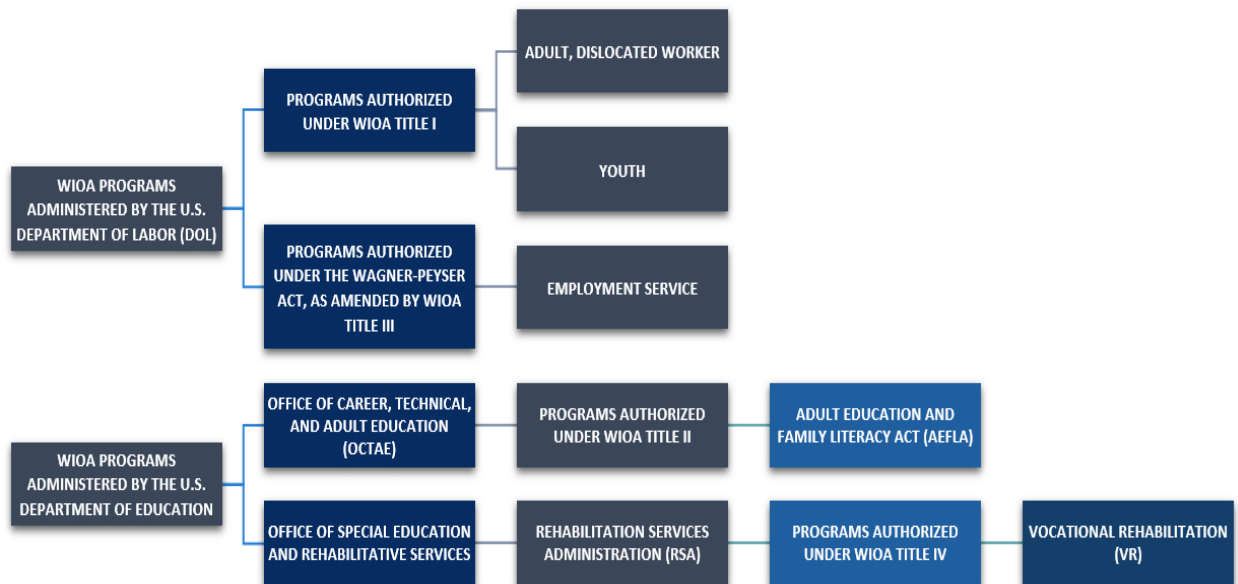 ADULT, DISLOCATED WORKER
PROGRAMS AUTHORIZED
UNDER WIOA TITLE I
YOUTH
WIOA PROGRAMS
ADMINISTERED BY THE U.S.
DEPARTMENT OF LABOR (DOL)
PROGRAMS AUTHORIZED
UNDER THE WAGNER-PEYSER
ACT, AS AMENDED BY WIOA
TITLE III
EMPLOYMENT SERVICE
OFFICE OF CAREER, TECHNICAL,
AND ADULT EDUCATION
(OCTAE)
PROGRAMS AUTHORIZED
UNDER WIOA TITLE II
ADULT EDUCATION AND
FAMILY LITERACY ACT (AEFLA)
WIOA PROGRAMS
ADMINISTERED BY THE U.S.
DEPARTMENT OF EDUCATION
OFFICE OF SPECIAL EDUCATION
AND REHABILITATIVE SERVICES
REHABILITATION SERVICES
ADMINISTRATION (RSA)
PROGRAMS AUTHORIZED
UNDER WIOA TITLE IV
VOCATIONAL REHABILITATION
(VR)